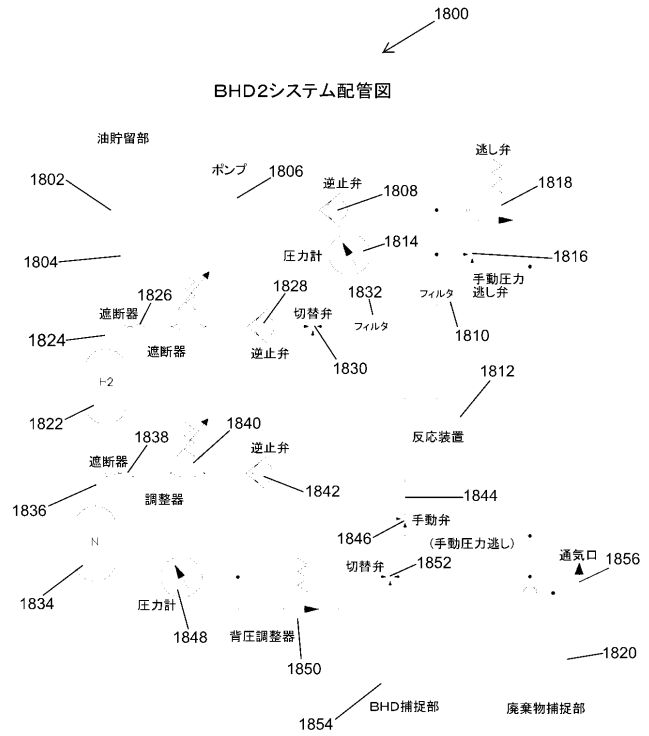 1800
BHD2システム配管図
油貯留部
逃し弁
ポンプ
1806
逆止弁
1802
1808
1818
1814
1804
圧力計
1816
1828
1832
手動圧力
逃し弁
1826
切替弁
フィルタ
遮断器
フィルタ
1824
1810
遮断器
逆止弁
1830
1812
H2
1822
1840
反応装置
1838
逆止弁
遮断器
1842
1844
1836
調整器
1846
手動弁
(手動圧力逃し)
N
通気口
1856
切替弁
1852
1834
圧力計
1848
背圧調整器
1850
1820
BHD捕捉部
廃棄物捕捉部
1854